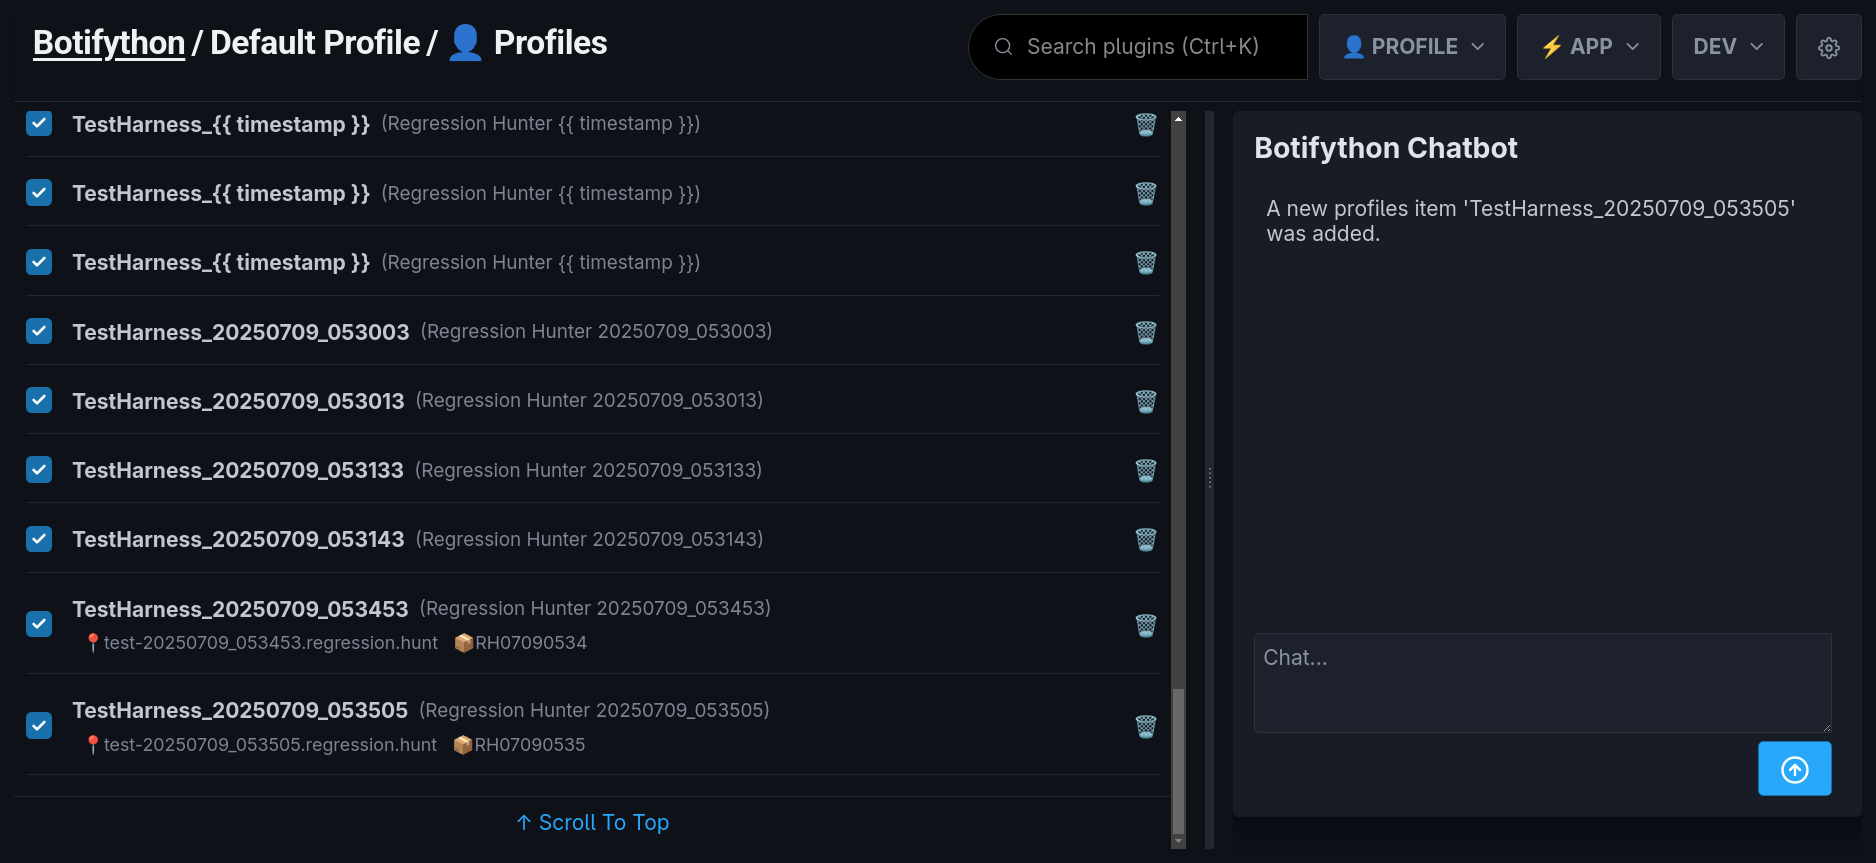 Botifython / Default Profile / 👤 Profiles
Search plugins (Ctrl+K)
👤 PROFILE
⚡ APP
DEV
TestHarness_{{ timestamp }} (Regression Hunter {{ timestamp }})
TestHarness_{{ timestamp }} (Regression Hunter {{ timestamp }})
TestHarness_{{ timestamp }} (Regression Hunter {{ timestamp }})
TestHarness_20250709_053003 (Regression Hunter 20250709_053003)
TestHarness_20250709_053013 (Regression Hunter 20250709_053013)
TestHarness_20250709_053133 (Regression Hunter 20250709_053133)
TestHarness_20250709_053143 (Regression Hunter 20250709_053143)
TestHarness_20250709_053453 (Regression Hunter 20250709_053453)
📍test-20250709_053453.regression.hunt 📦RH07090534
TestHarness_20250709_053505 (Regression Hunter 20250709_053505)
📍test-20250709_053505.regression.hunt 📦RH07090535
↑ Scroll To Top
Botifython Chatbot
A new profiles item 'TestHarness_20250709_053505'
was added.
Chat...